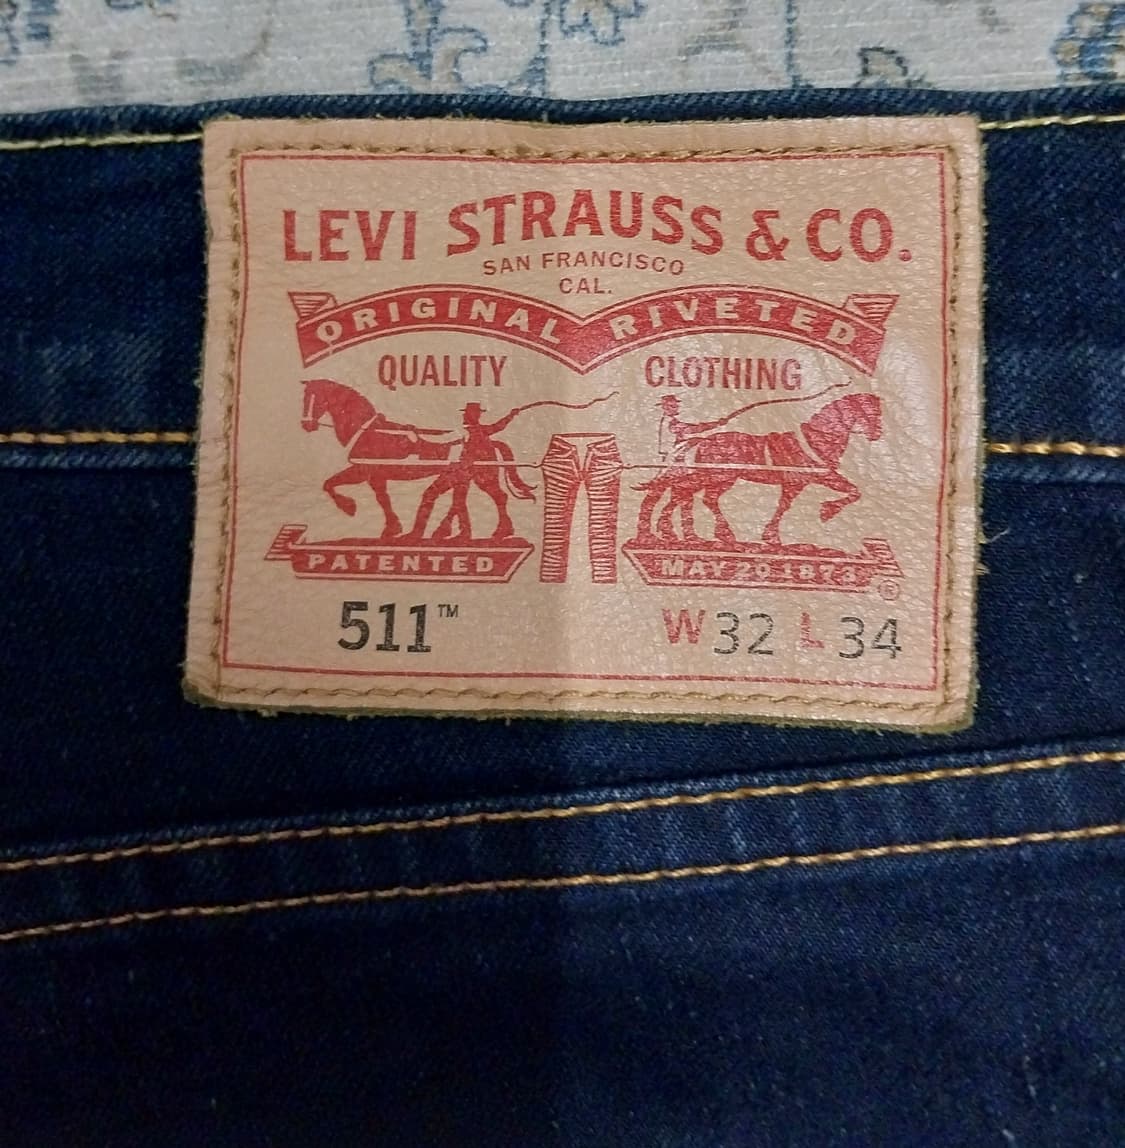 LEVI STRAUSS & CO.
SAN FRANCISCO
CAL.
ORIGINAL RIVETED
QUALITY CLOTHING
PATENTED MAY 20 1873 ®
511™ W32 L34